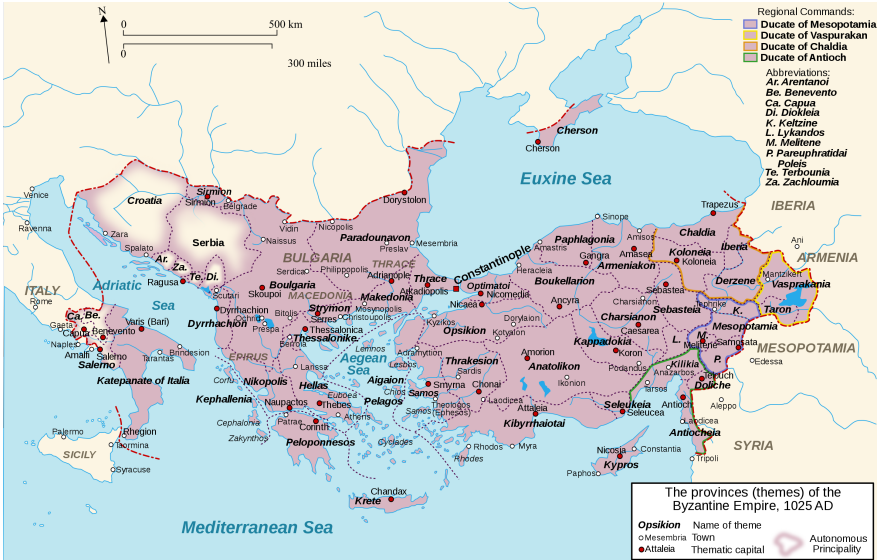 N
0
500 km
0
300 miles
Regional Commands:
Ducate of Mesopotamia
Ducate of Vaspurakan
Ducate of Chaldia
Ducate of Antioch
Abbreviations:
Ar. Arentanoi
Be. Benevento
Ca. Capua
Di. Diokleia
K. Keltzine
L. Lykandos
M. Melitene
P. Pareuphratidai
Poleis
Te. Terbounia
Za. Zachloumia
Cherson
Cherson
Euxine Sea
Venice
Ravenna
Croatia
Sirmion
Sirmion
Belgrade
Dorystolon
Zara
Spalato
Serbia
Vidin
Nicopolis
Naissus
Paradounavon
Preslav
Mesembria
Sinope
Trapezus
IBERIA
Ar.
Za.
Te.
Di.
Ragusa
BULGARIA
Serdica
Philippopolis
THRACE
Adrianople
Thrace
Arkadiopolis
Constantinople
Amastris
Paphlagonia
Amisos
Amasea
Gangra
Armeniakon
Heracleia
Chaldia
Koloneia
Koloneia
Iberia
Ani
ARMENIA
Mantzikert
Vaspurakania
Derzene
Taron
ITALY
Rome
Adriatic
Sea
Scutari
Boulgaria
Skoupoi
MACEDONIA
Makedonia
Mosynopolis
Christoupolis
Strymon
Serres
Optimatoi
Nicomedia
Nicaea
Boukellarion
Ancyra
Charsianon
Sebastea
Sebasteia
Tephrike
K.
Mesopotamia
Ca.
Be.
Gaeta
Capua
Benevento
Naples
Amalfi
Salerno
Salerno
Varis (Bari)
Tarantas
Brindesion
Dyrrhachion
Dyrrhachion
Ohrid
Prespa
Bitolis
Thessalonica
Thessalonike
Berroia
Kyzikos
Opsikion
Dorylaion
Kotyaion
Charsianon
Caesarea
Kappadokia
Koron
L.
M.
Melitene
Samosata
P.
MESOPOTAMIA
Edessa
Katepanate of Italia
EPIRUS
Corfu
Larissa
Lemnos
Aegean
Sea
Adramyttion
Lesbos
Thrakesion
Sardis
Amorion
Anatolikon
Ikonion
Podandus
Kilikia
Anazarbos
Tarsos
Teluch
Doliche
Nikopolis
Hellas
Aigaion
Pelagos
Chios
Samos
Smyrna
Chonai
Kephallenia
Naupactos
Thebes
Euboea
Athens
Theologos
(Ephesos)
Samos
Laodicea
Attaleia
Kibyrrhaiotai
Seleukeia
Seleucea
Antioch
Aleppo
Laodicea
Antiocheia
Tripoli
SYRIA
Cephalonia
Zakynthos
Patrae
Corinth
Peloponnesos
Cyclades
Rhodos
Rhodes
Myra
Nicosia
Constantia
Kypros
Paphos
Palermo
Rhegion
Taormina
SICILY
Syracuse
Chandax
Krete
Mediterranean Sea
The provinces (themes) of the
Byzantine Empire, 1025 AD
Opsikion Name of theme
Mesembria Town
Attaleia Thematic capital
Autonomous
Principality